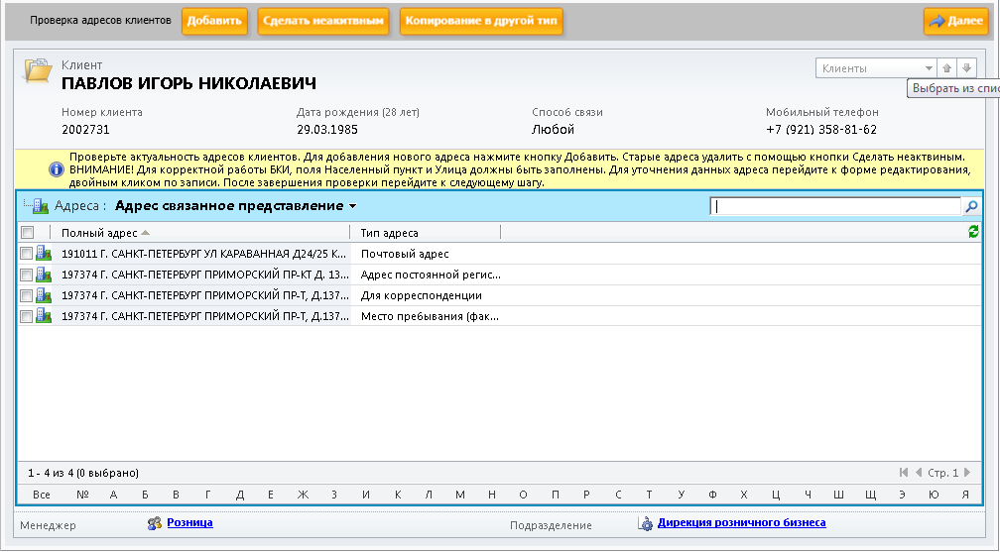 Проверка адресов клиентов Добавить Сделать неакитвным Копирование в другой тип Далее
Клиент
ПАВЛОВ ИГОРЬ НИКОЛАЕВИЧ
Клиенты
Выбрать из спис
Номер клиента Дата рождения (28 лет) Способ связи Мобильный телефон
2002731 29.03.1985 Любой +7 (921) 358-81-62
Проверьте актуальность адресов клиентов. Для добавления нового адреса нажмите кнопку Добавить. Старые адреса удалить с помощью кнопки Сделать неактвиным.
ВНИМАНИЕ! Для корректной работы БКИ, поля Населенный пункт и Улица должны быть заполнены. Для уточнения данных адреса перейдите к форме редактирования,
двойным кликом по записи. После завершения проверки перейдите к следующему шагу.
Адреса : Адрес связанное представление
Полный адрес Тип адреса
191011 Г. САНКТ-ПЕТЕРБУРГ УЛ КАРАВАННАЯ Д24/25 К... Почтовый адрес
197374 Г. САНКТ-ПЕТЕРБУРГ ПРИМОРСКИЙ ПР-КТ Д. 13... Адрес постоянной регис...
197374 Г. САНКТ-ПЕТЕРБУРГ ПРИМОРСКИЙ ПР-Т, Д.137... Для корреспонденции
197374 Г. САНКТ-ПЕТЕРБУРГ ПРИМОРСКИЙ ПР-Т, Д.137... Место пребывания (фак...
1 - 4 из 4 (0 выбрано) Стр. 1
Все № А Б В Г Д Е Ж З И К Л М Н О П Р С Т У Ф Х Ц Ч Ш Щ Э Ю Я
Менеджер Розница Подразделение Дирекция розничного бизнеса